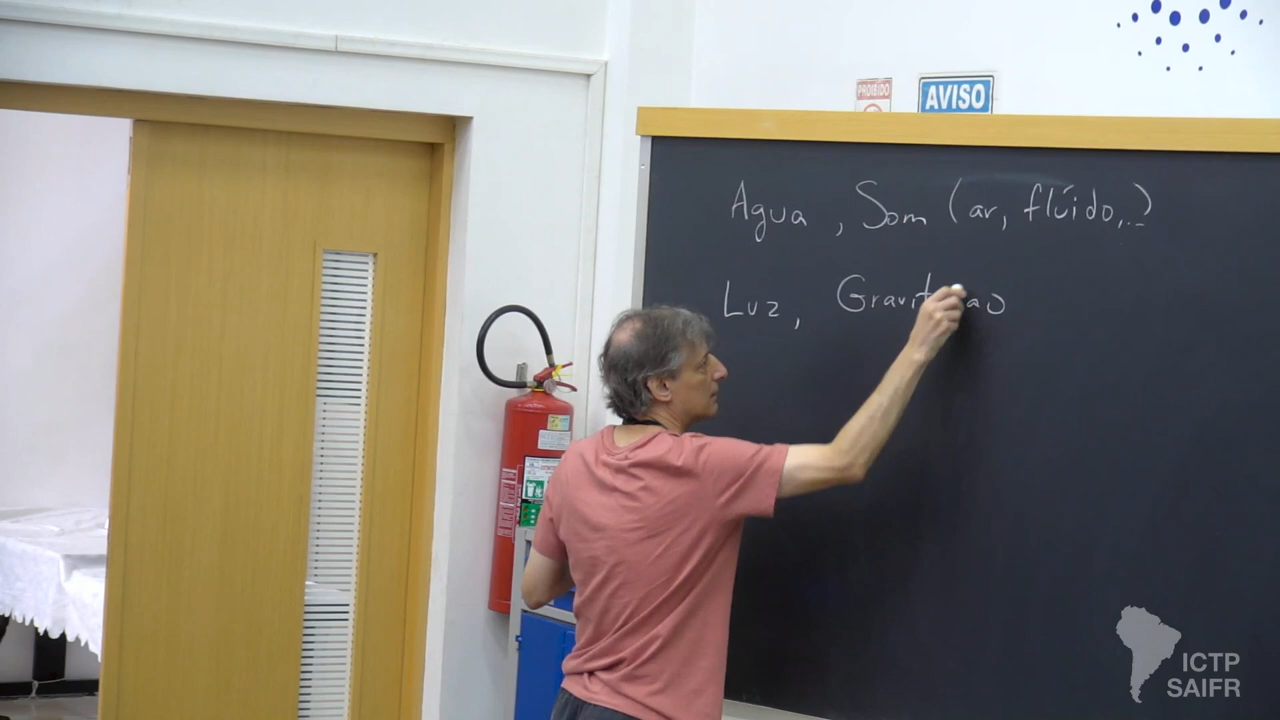 PROIBIDO
AVISO
Agua, Som (ar, flúido,..)
Luz,
ICTP
SAIFR